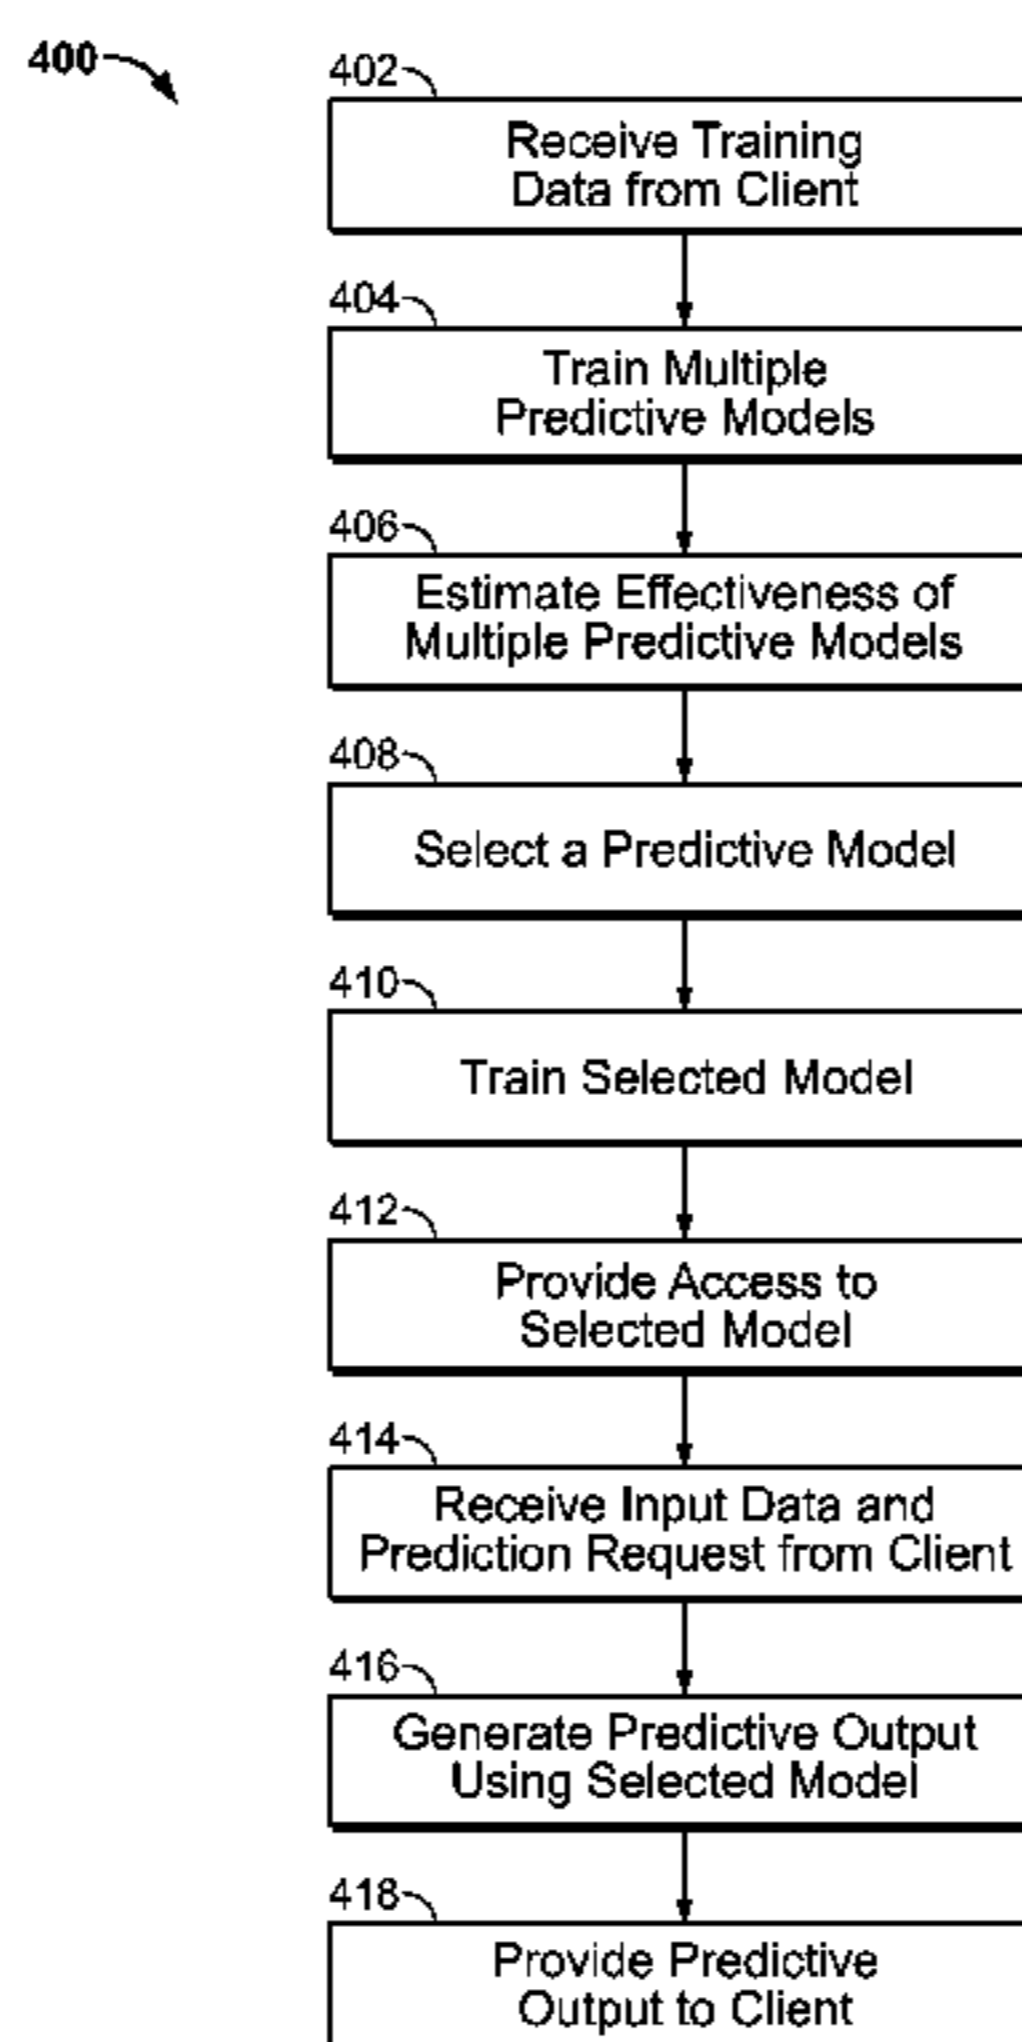 400
402
Receive Training
Data from Client
404
Train Multiple
Predictive Models
406
Estimate Effectiveness of
Multiple Predictive Models
408
Select a Predictive Model
410
Train Selected Model
412
Provide Access to
Selected Model
414
Receive Input Data and
Prediction Request from Client
416
Generate Predictive Output
Using Selected Model
418
Provide Predictive
Output to Client